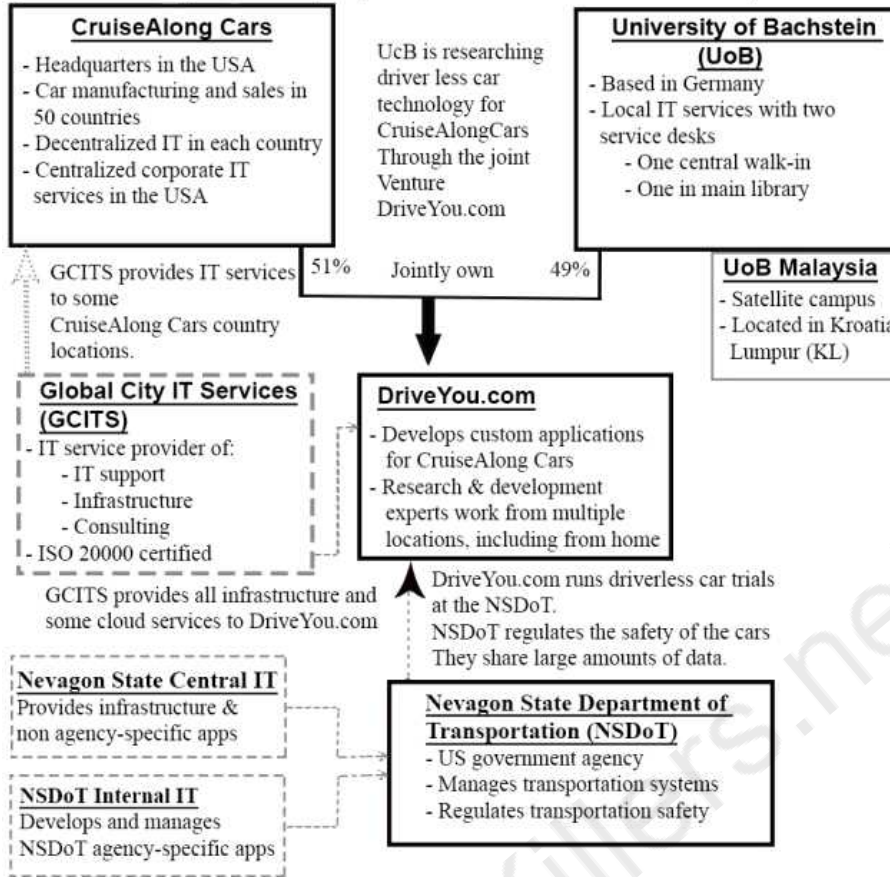 CruiseAlong Cars
- Headquarters in the USA
- Car manufacturing and sales in
50 countries
- Decentralized IT in each country
- Centralized corporate IT
services in the USA
UcB is researching
driver less car
technology for
CruiseAlongCars
Through the joint
Venture
DriveYou.com
University of Bachstein
(UoB)
- Based in Germany
- Local IT services with two
service desks
- One central walk-in
- One in main library
51% Jointly own 49%
UoB Malaysia
- Satellite campus
- Located in Kroatia
Lumpur (KL)
GCITS provides IT services
to some
CruiseAlong Cars country
locations.
Global City IT Services
(GCITS)
- IT service provider of:
- IT support
- Infrastructure
- Consulting
- ISO 20000 certified
DriveYou.com
- Develops custom applications
for CruiseAlong Cars
- Research & development
experts work from multiple
locations, including from home
GCITS provides all infrastructure and
some cloud services to DriveYou.com
DriveYou.com runs driverless car trials
at the NSDoT.
NSDoT regulates the safety of the cars
They share large amounts of data.
Nevagon State Central IT
Provides infrastructure &
non agency-specific apps
NSDoT Internal IT
Develops and manages
NSDoT agency-specific apps
Nevagon State Department of
Transportation (NSDoT)
- US government agency
- Manages transportation systems
- Regulates transportation safety